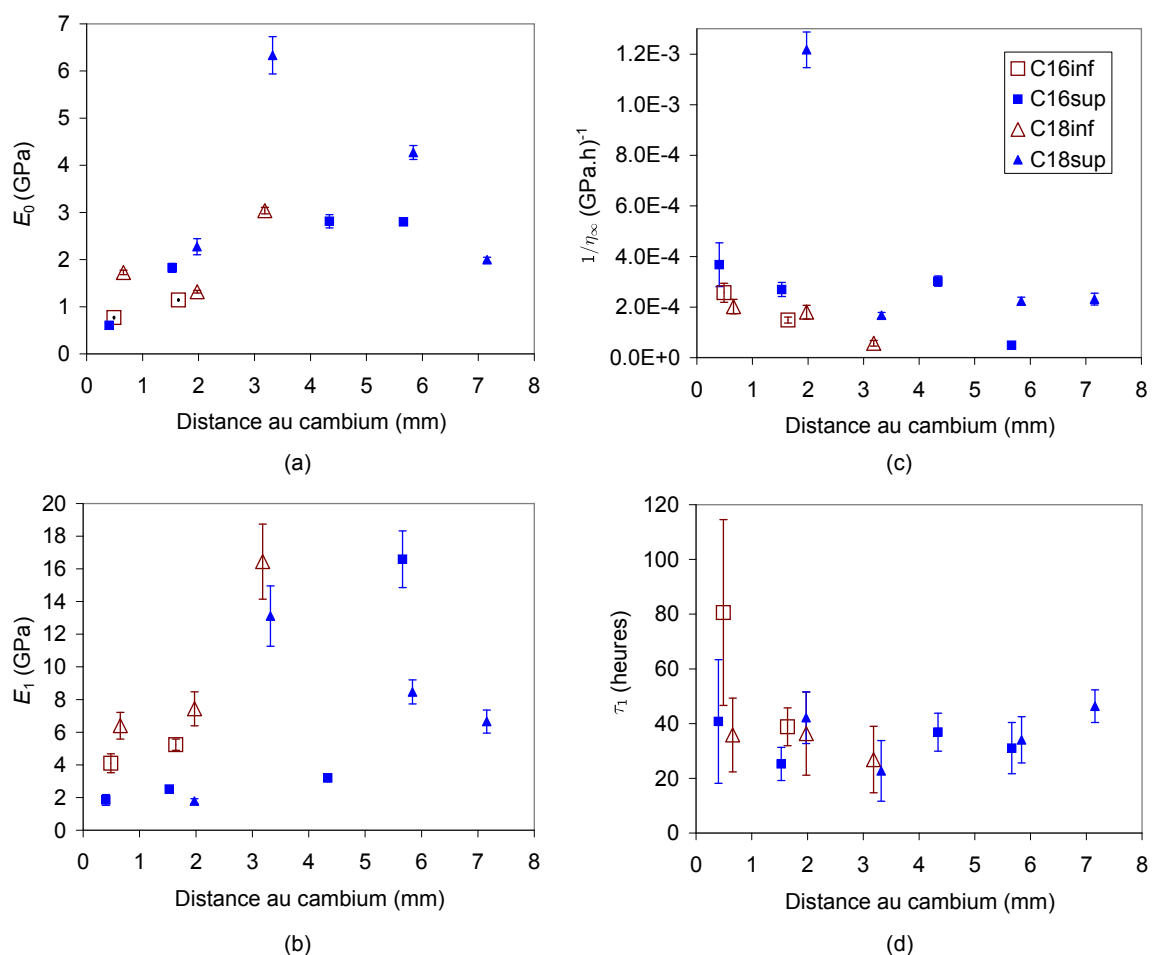 7
6
5
4
3
2
1
0
E0 (GPa)
0 1 2 3 4 5 6 7 8
Distance au cambium (mm)
(a)
1.2E-3
1.0E-3
8.0E-4
6.0E-4
4.0E-4
2.0E-4
0.0E+0
1/η∞ (GPa.h)-1
C16inf
C16sup
C18inf
C18sup
0 1 2 3 4 5 6 7 8
Distance au cambium (mm)
(c)
20
18
16
14
12
10
8
6
4
2
0
E1 (GPa)
0 1 2 3 4 5 6 7 8
Distance au cambium (mm)
(b)
120
100
80
60
40
20
0
τ1 (heures)
0 1 2 3 4 5 6 7 8
Distance au cambium (mm)
(d)